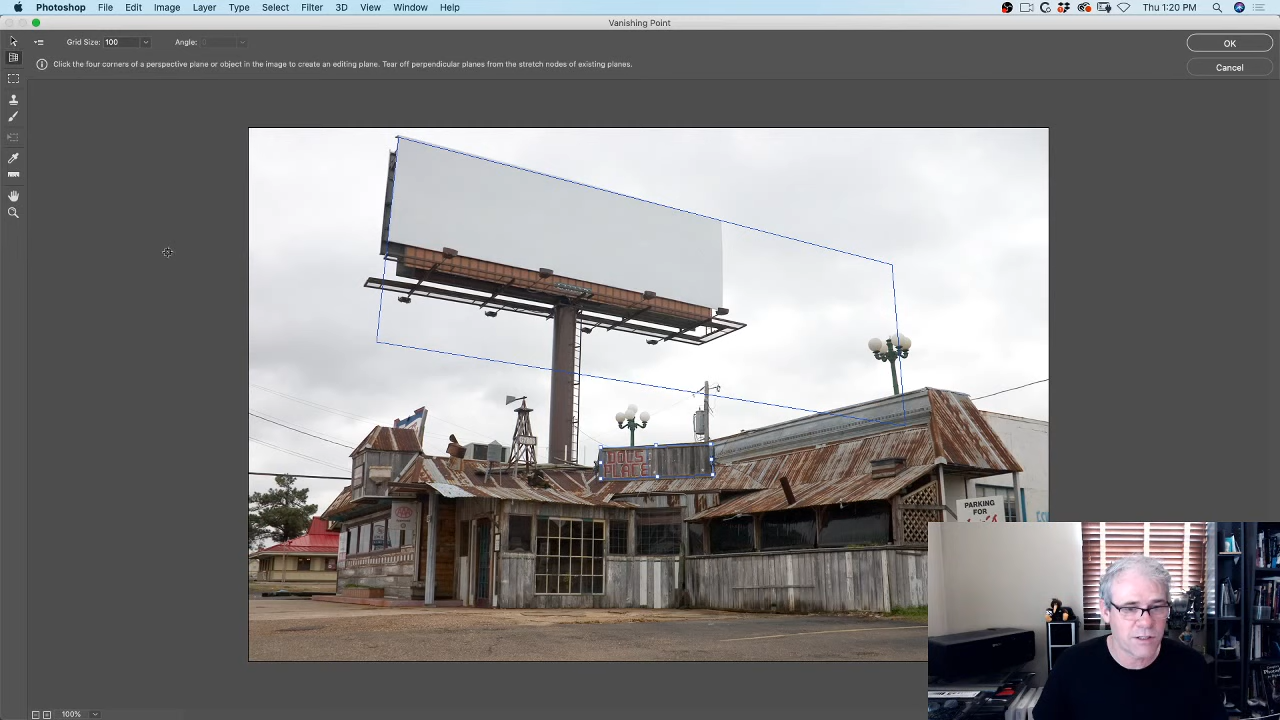 Photoshop File Edit Image Layer Type Select Filter 3D View Window Help Thu 1:20 PM
Vanishing Point
Grid Size: 100 Angle: OK
Click the four corners of a perspective plane or object in the image to create an editing plane. Tear off perpendicular planes from the stretch nodes of existing planes. Cancel
DOE'S
PLACE
PARKING
FOR
100%